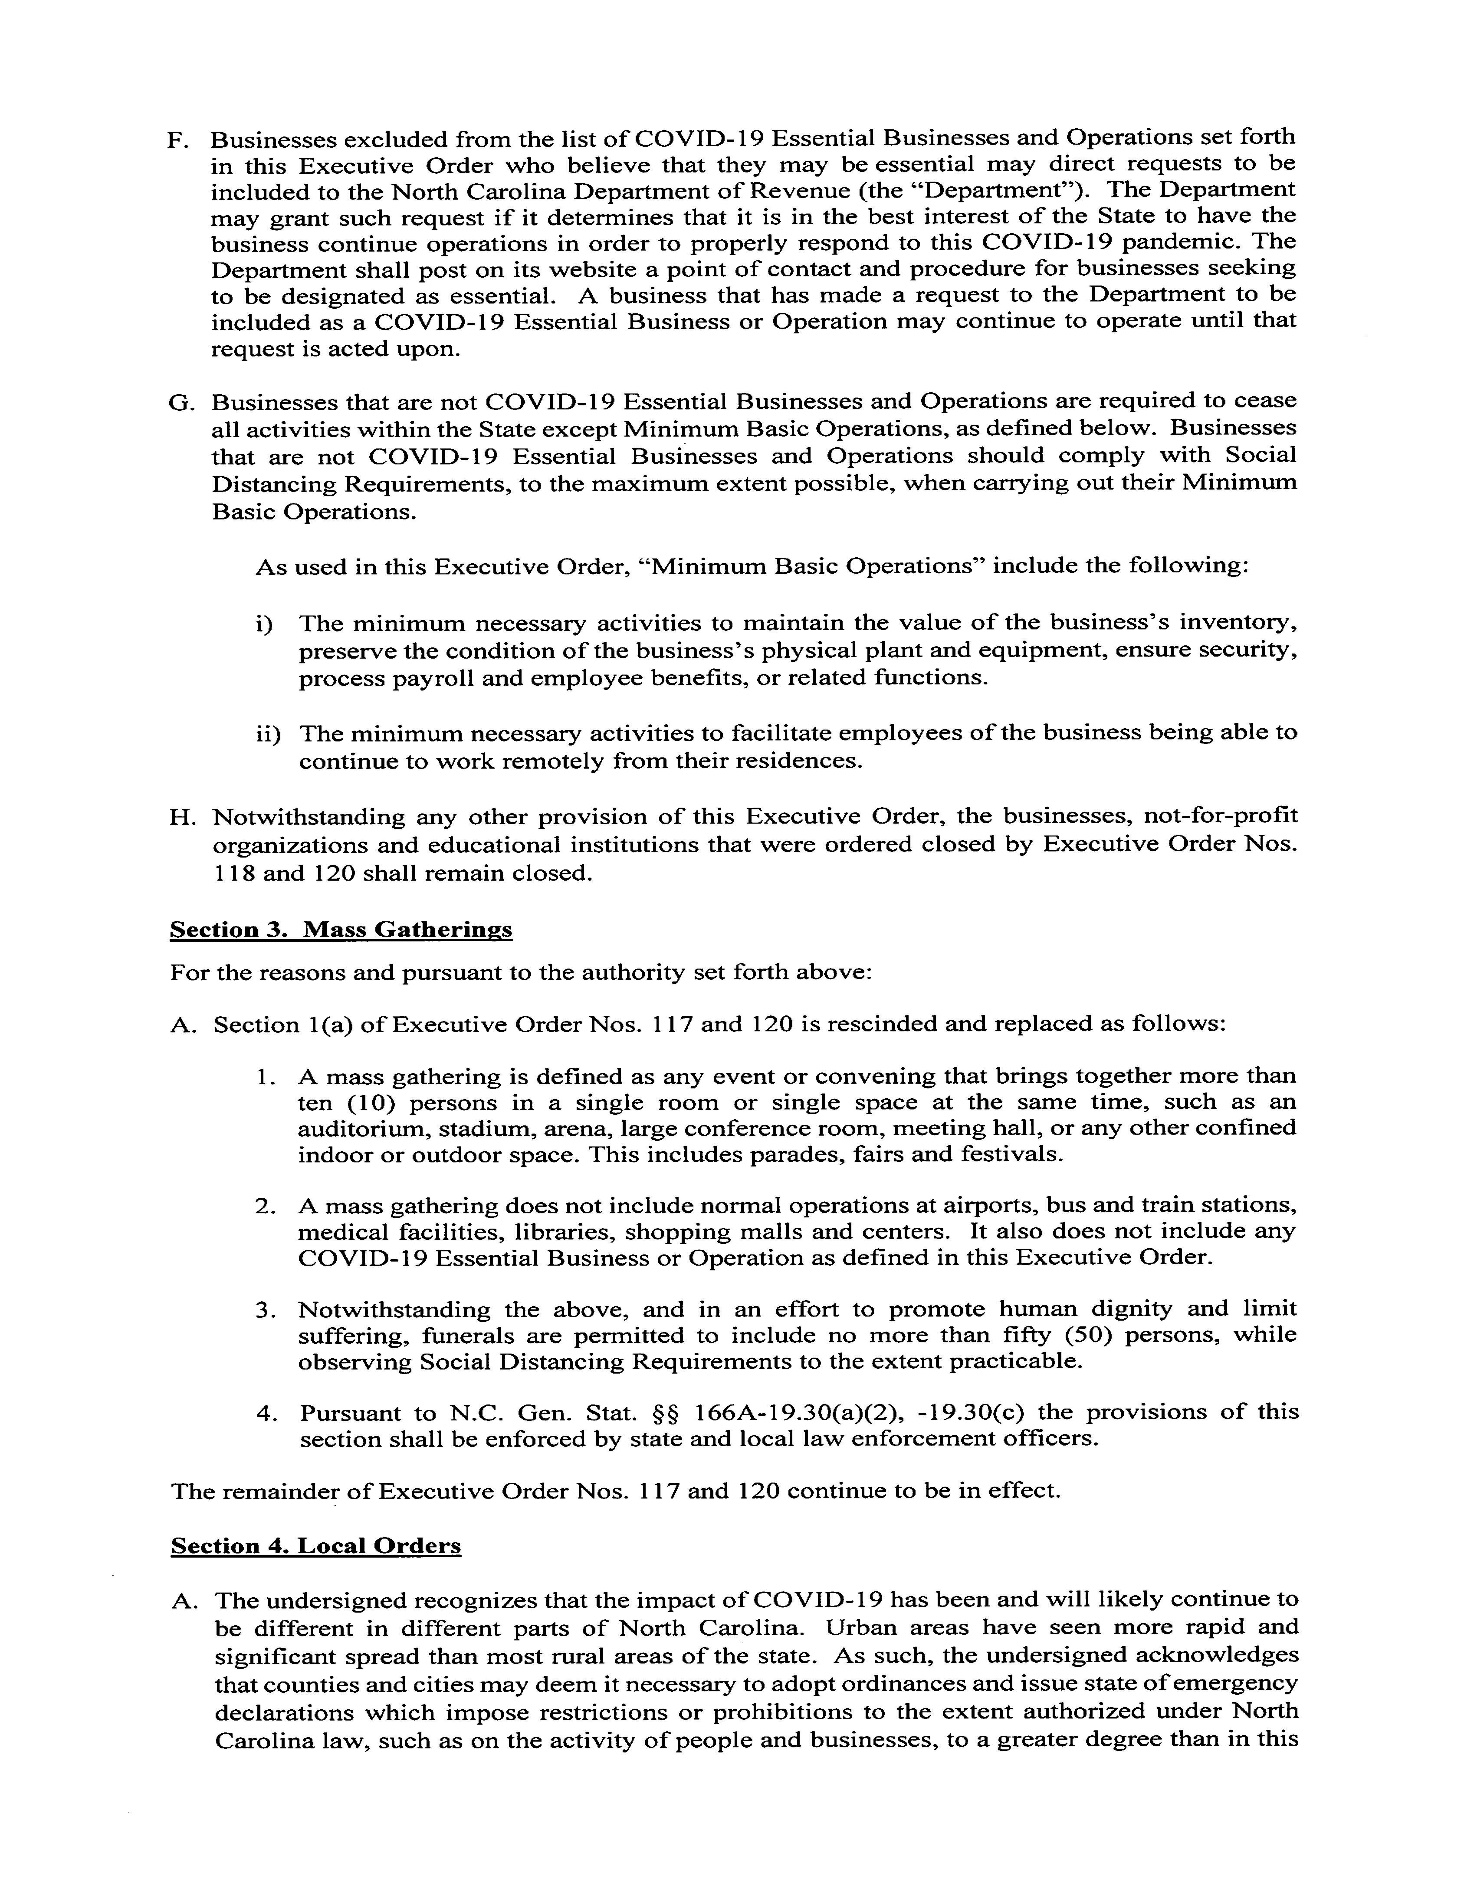 F. Businesses excluded from the list of COVID-19 Essential Businesses and Operations set forth
in this Executive Order who believe that they may be essential may direct requests to be
included to the North Carolina Department of Revenue (the “Department”). The Department
may grant such request if it determines that it is in the best interest of the State to have the
business continue operations in order to properly respond to this COVID-19 pandemic. The
Department shall post on its website a point of contact and procedure for businesses seeking
to be designated as essential. A business that has made a request to the Department to be
included as a COVID-19 Essential Business or Operation may continue to operate until that
request is acted upon.
G. Businesses that are not COVID-19 Essential Businesses and Operations are required to cease
all activities within the State except Minimum Basic Operations, as defined below. Businesses
that are not COVID-19 Essential Businesses and Operations should comply with Social
Distancing Requirements, to the maximum extent possible, when carrying out their Minimum
Basic Operations.
As used in this Executive Order, “Minimum Basic Operations” include the following:
i) The minimum necessary activities to maintain the value of the business’s inventory,
preserve the condition of the business’s physical plant and equipment, ensure security,
process payroll and employee benefits, or related functions.
ii) The minimum necessary activities to facilitate employees of the business being able to
continue to work remotely from their residences.
H. Notwithstanding any other provision of this Executive Order, the businesses, not-for-profit
organizations and educational institutions that were ordered closed by Executive Order Nos.
118 and 120 shall remain closed.
Section 3. Mass Gatherings
For the reasons and pursuant to the authority set forth above:
A. Section 1(a) of Executive Order Nos. 117 and 120 is rescinded and replaced as follows:
1. A mass gathering is defined as any event or convening that brings together more than
ten (10) persons in a single room or single space at the same time, such as an
auditorium, stadium, arena, large conference room, meeting hall, or any other confined
indoor or outdoor space. This includes parades, fairs and festivals.
2. A mass gathering does not include normal operations at airports, bus and train stations,
medical facilities, libraries, shopping malls and centers. It also does not include any
COVID-19 Essential Business or Operation as defined in this Executive Order.
3. Notwithstanding the above, and in an effort to promote human dignity and limit
suffering, funerals are permitted to include no more than fifty (50) persons, while
observing Social Distancing Requirements to the extent practicable.
4. Pursuant to N.C. Gen. Stat. §§ 166A-19.30(a)(2), -19.30(c) the provisions of this
section shall be enforced by state and local law enforcement officers.
The remainder of Executive Order Nos. 117 and 120 continue to be in effect.
Section 4. Local Orders
A. The undersigned recognizes that the impact of COVID-19 has been and will likely continue to
be different in different parts of North Carolina. Urban areas have seen more rapid and
significant spread than most rural areas of the state. As such, the undersigned acknowledges
that counties and cities may deem it necessary to adopt ordinances and issue state of emergency
declarations which impose restrictions or prohibitions to the extent authorized under North
Carolina law, such as on the activity of people and businesses, to a greater degree than in this